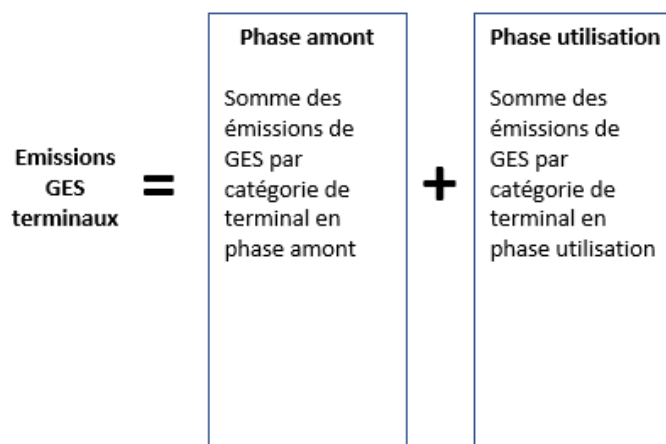 Emissions
GES
terminaux
=
Phase amont
Somme des
émissions de
GES par
catégorie de
terminal en
phase amont
+
Phase utilisation
Somme des
émissions de
GES par
catégorie de
terminal en
phase utilisation